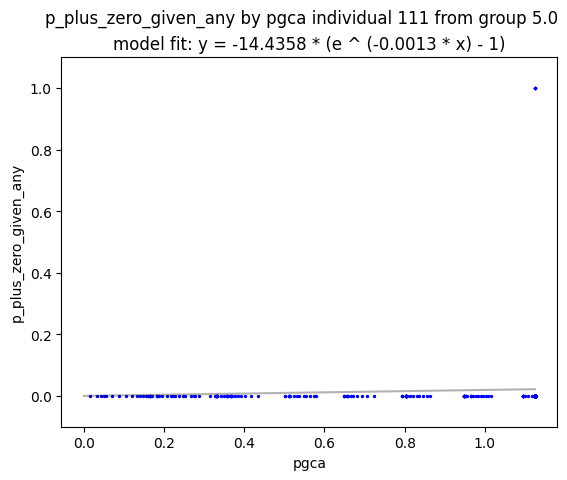 p_plus_zero_given_any by pgca individual 111 from group 5.0
model fit: y = -14.4358 * (e ^ (-0.0013 * x) - 1)
1.0
0.8
0.6
0.4
0.2
0.0
p_plus_zero_given_any
0.0 0.2 0.4 0.6 0.8 1.0
pgca